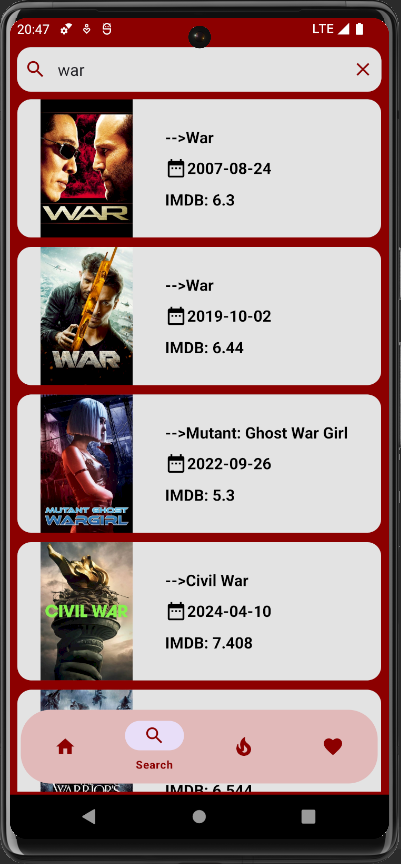 20:47 LTE
war
-->War
2007-08-24
IMDB: 6.3
WAR
-->War
2019-10-02
IMDB: 6.44
WAR
-->Mutant: Ghost War Girl
2022-09-26
IMDB: 5.3
MUTANT GHOST
WARGIRL
-->Civil War
2024-04-10
IMDB: 7.408
CIVIL WAR
Search
WARRIOR'S
IMDB: 6.544